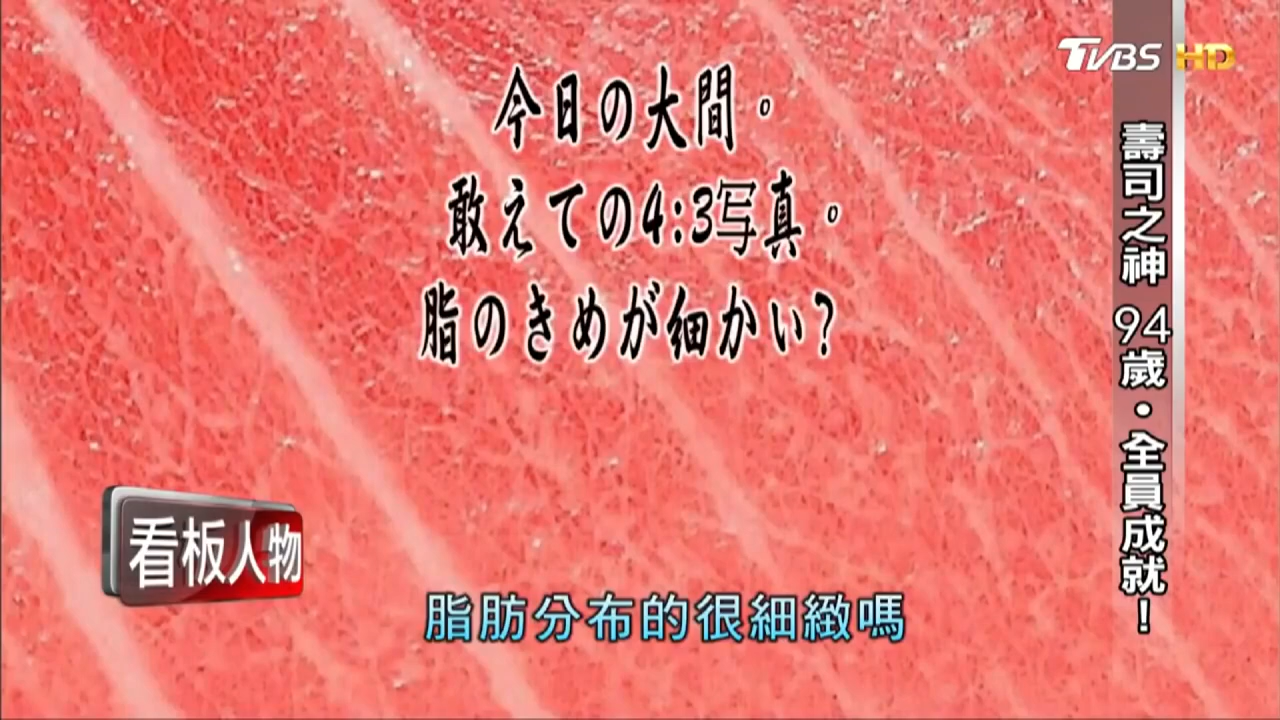 TVBS HD
今日の大間。
敢えての4:3写真。
脂のきめが細かい?
壽司之神 94歲・全員成就!
看板人物
脂肪分布的很細緻嗎